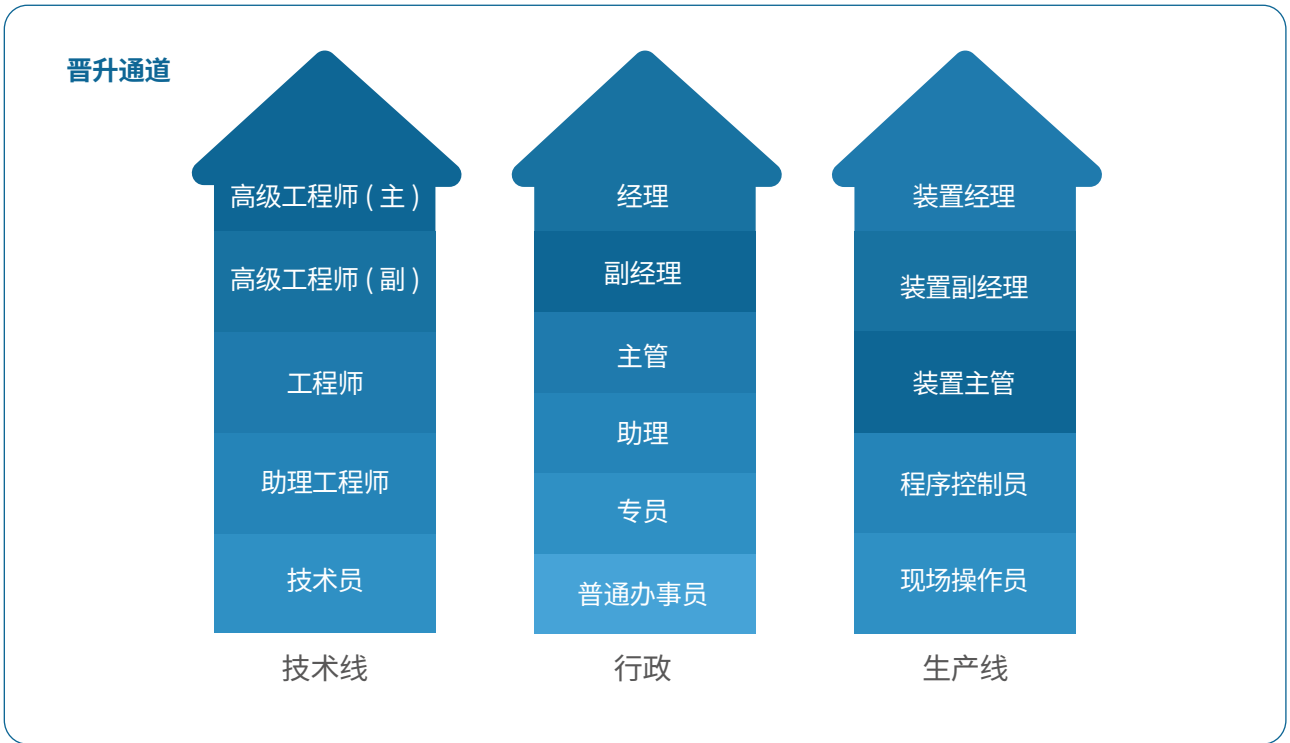 晋升通道
高级工程师 ( 主 )
高级工程师 ( 副 )
工程师
助理工程师
技术员
技术线
经理
副经理
主管
助理
专员
普通办事员
行政
装置经理
装置副经理
装置主管
程序控制员
现场操作员
生产线